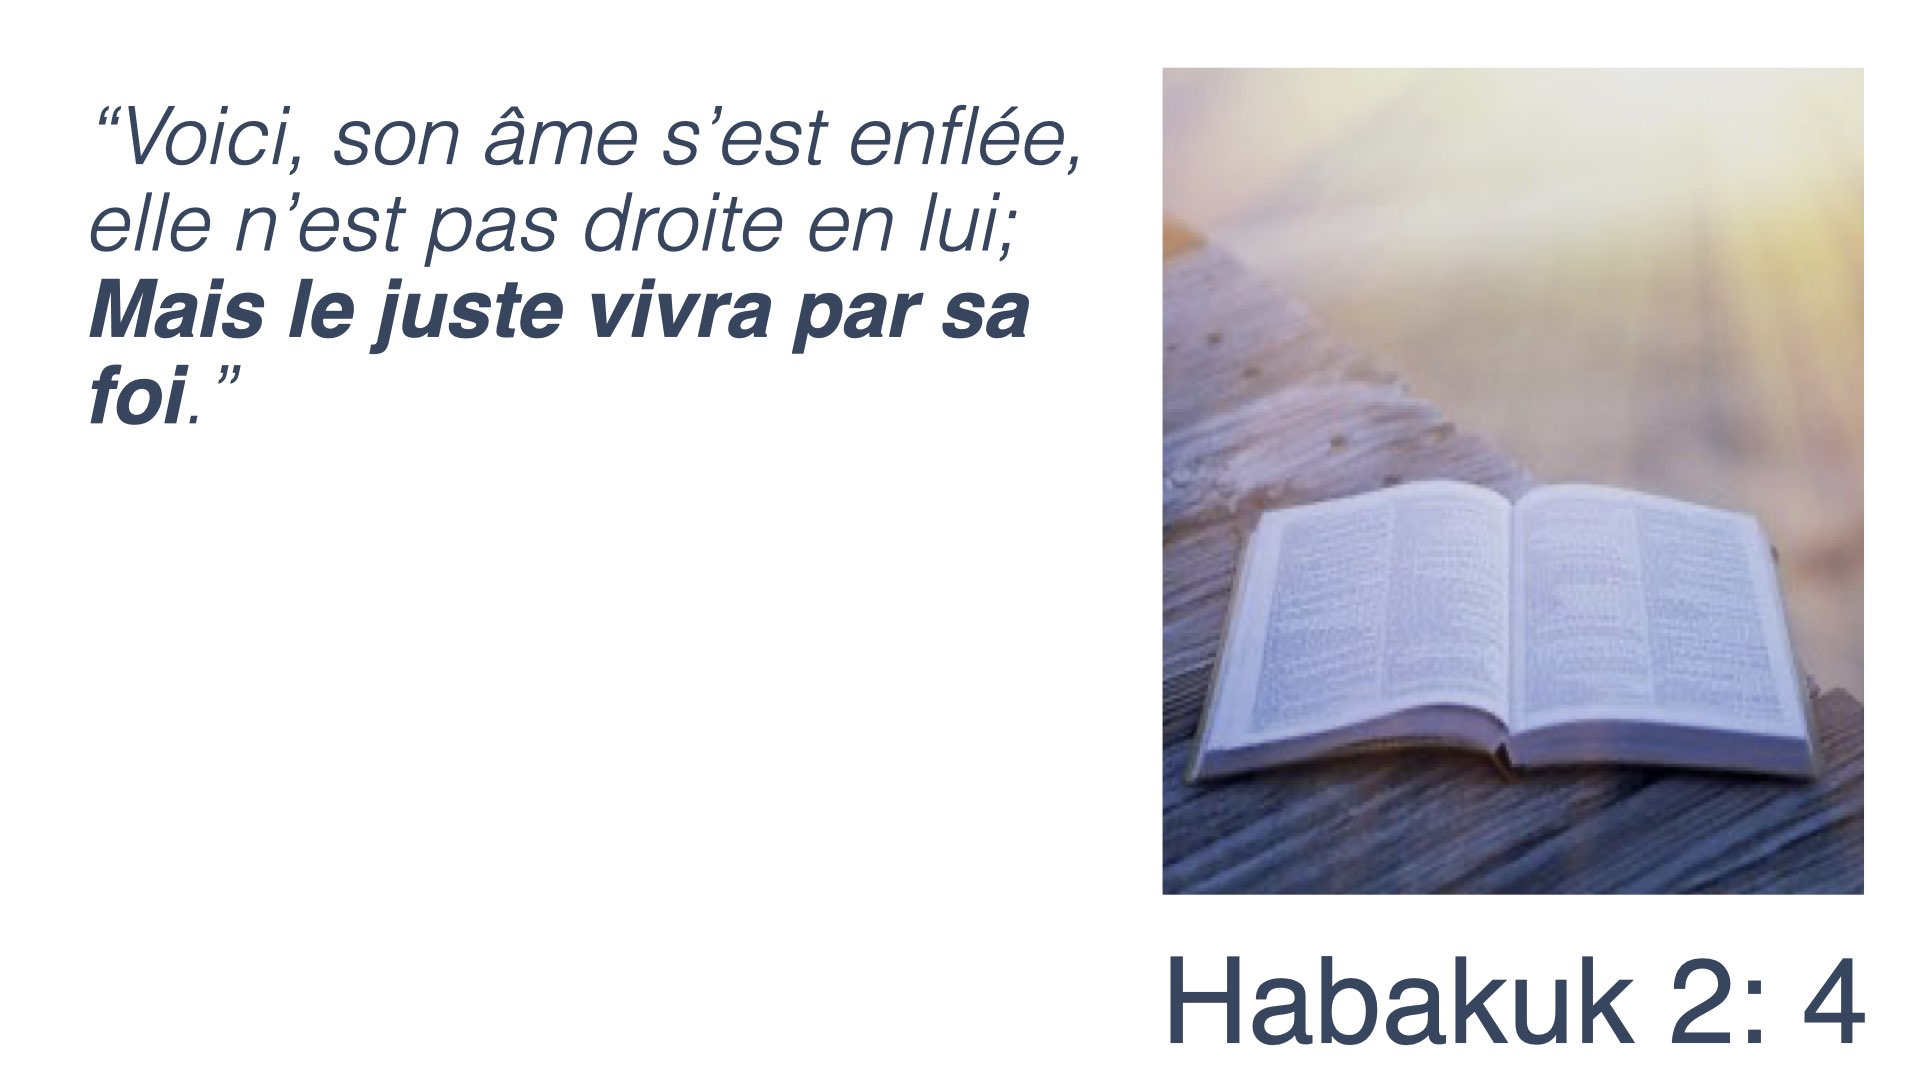 “Voici, son âme s’est enflée,
elle n’est pas droite en lui;
Mais le juste vivra par sa
foi.”
Habakuk 2: 4